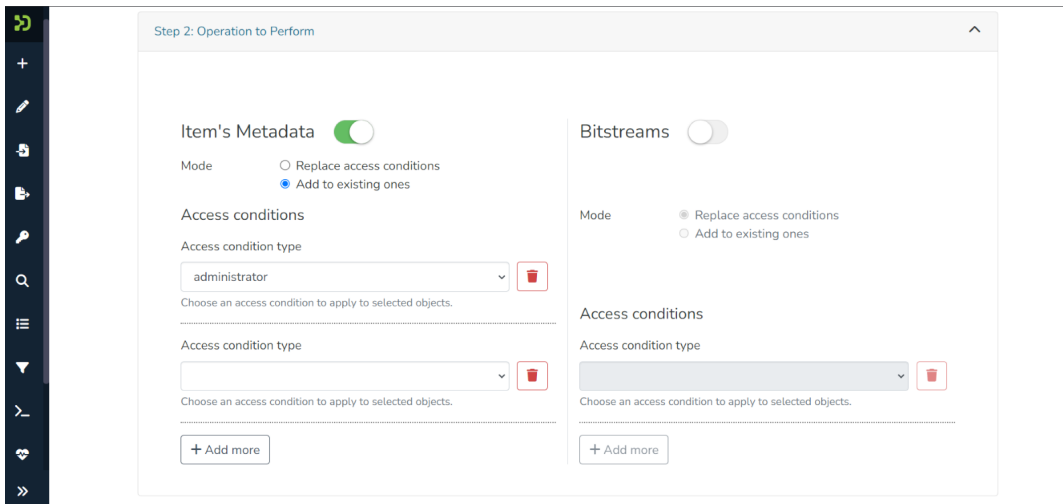 Step 2: Operation to Perform
Item's Metadata
Mode
Replace access conditions
Add to existing ones
Access conditions
Access condition type
administrator
Choose an access condition to apply to selected objects.
Access condition type
Choose an access condition to apply to selected objects.
+ Add more
Bitstreams
Mode
Replace access conditions
Add to existing ones
Access conditions
Access condition type
Choose an access condition to apply to selected objects.
+ Add more